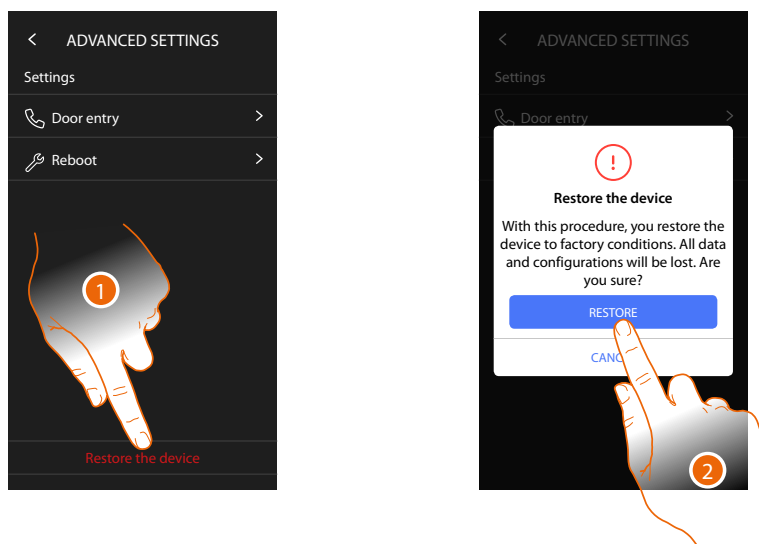 ADVANCED SETTINGS
Settings
Door entry
Reboot
1
Restore the device
ADVANCED SETTINGS
Settings
Door entry
Restore the device
With this procedure, you restore the
device to factory conditions. All data
and configurations will be lost. Are
you sure?
RESTORE
CANC
2